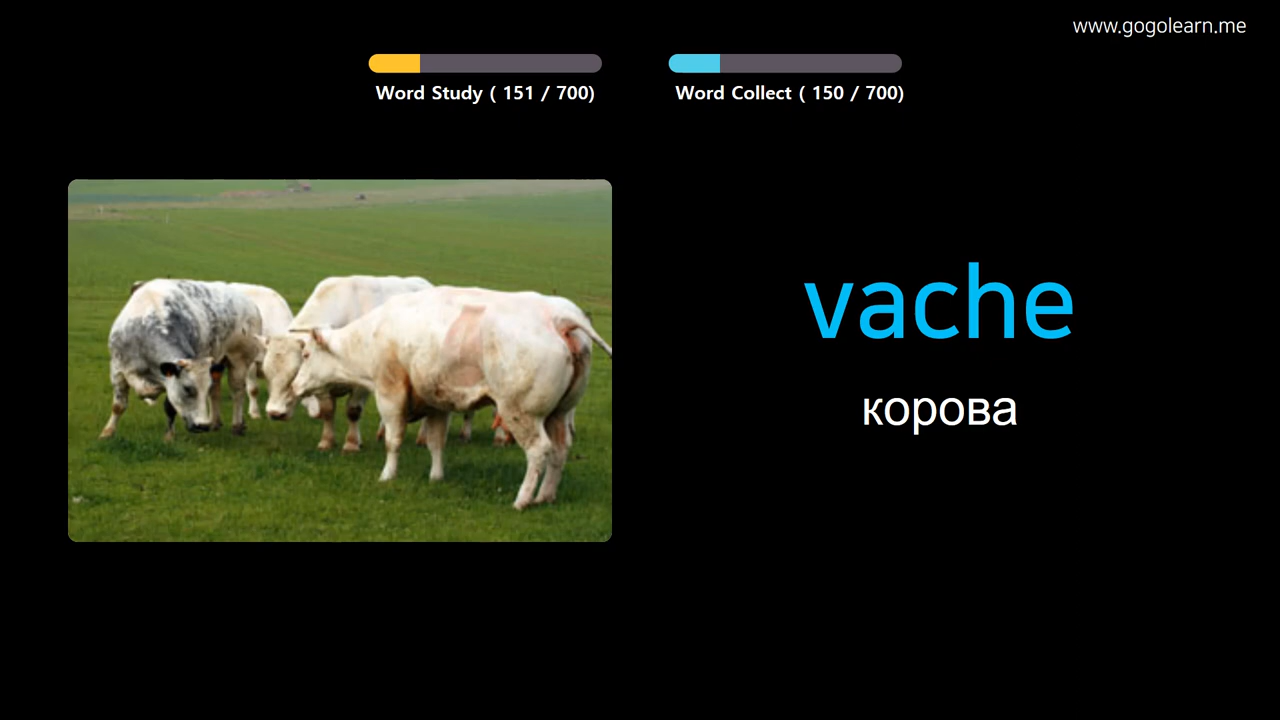 www.gogolearn.me
Word Study ( 151 / 700)
Word Collect ( 150 / 700)
vache
корова